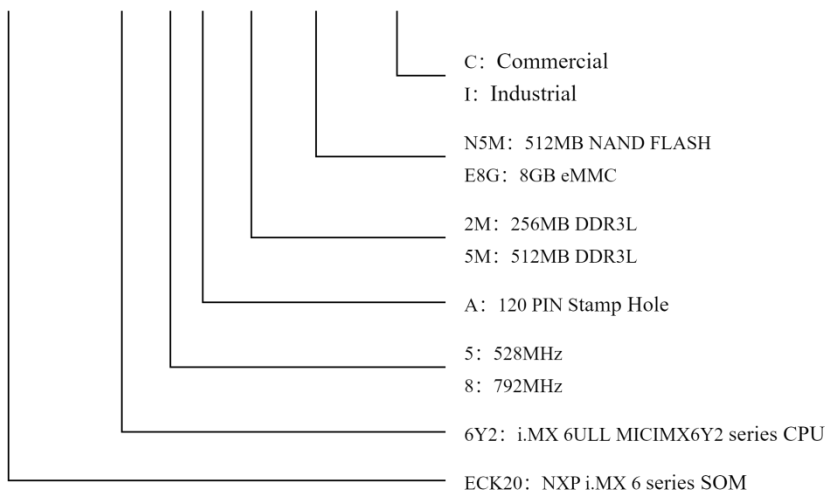 C: Commercial
I: Industrial
N5M: 512MB NAND FLASH
E8G: 8GB eMMC
2M: 256MB DDR3L
5M: 512MB DDR3L
A: 120 PIN Stamp Hole
5: 528MHz
8: 792MHz
6Y2: i.MX 6ULL MICIMX6Y2 series CPU
ECK20: NXP i.MX 6 series SOM